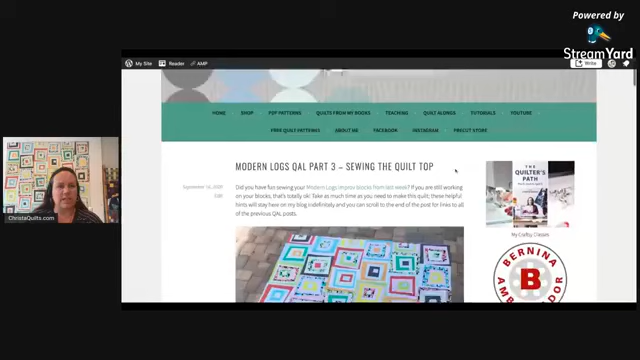 Powered by
StreamYard
My Site
Reader
AMP
Write
HOME
SHOP
PDF PATTERNS
QUILTS FROM MY BOOKS
TEACHING
QUILT ALONGS
TUTORIALS
YOUTUBE
FREE QUILT PATTERNS
ABOUT ME
FACEBOOK
INSTAGRAM
PRECUT STORE
MODERN LOGS QAL PART 3 – SEWING THE QUILT TOP
Edit
Did you have fun sewing your Modern Logs improv blocks from last week? If you are still working
on your blocks, that's totally ok. Take as much time as you need to make this quilt; these helpful
hints will stay here on my blog indefinitely and you can scroll to the end of the post for links to all
of the previous QAL posts.
THE
QUILTER'S
PATH
My Craftsy Classes
BERNINA
B
AMBASSADOR
ChristaQuilts.com